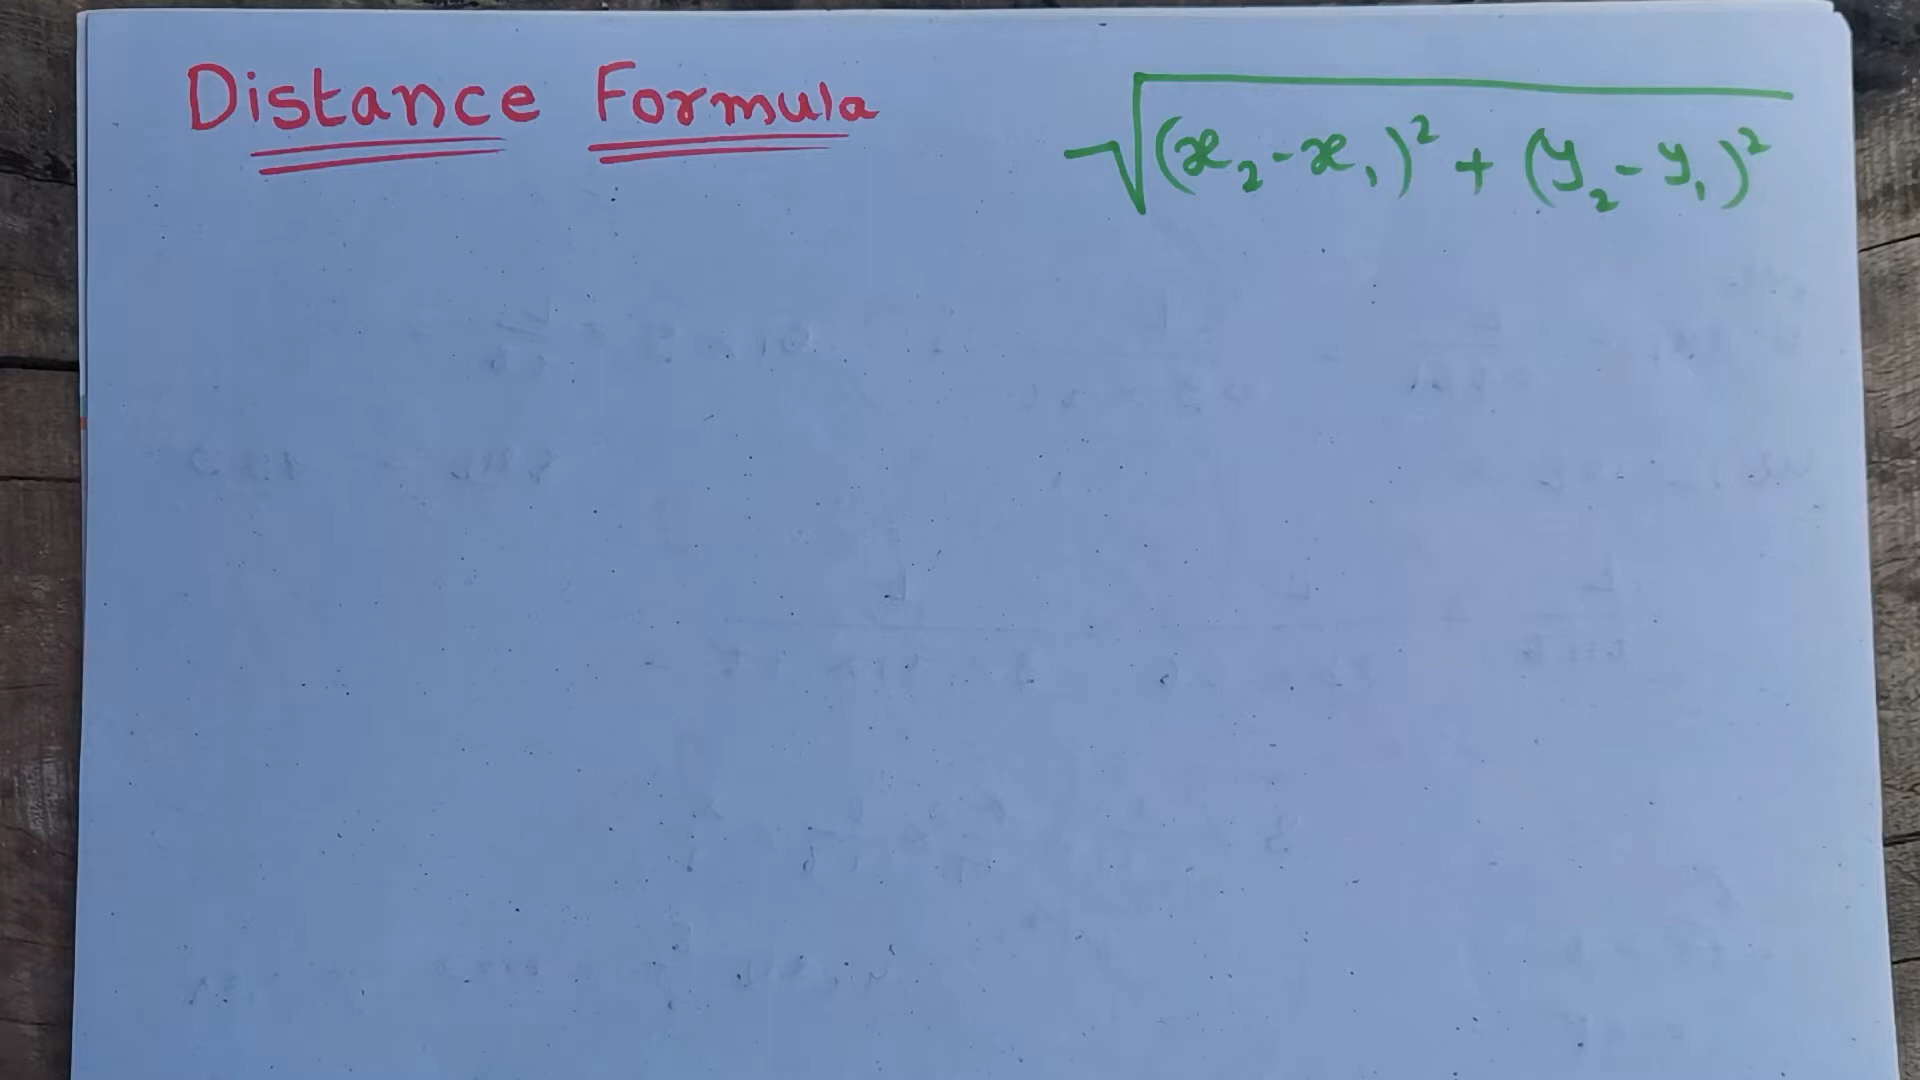 Distance Formula
√(x₂-x₁)² + (y₂-y₁)²